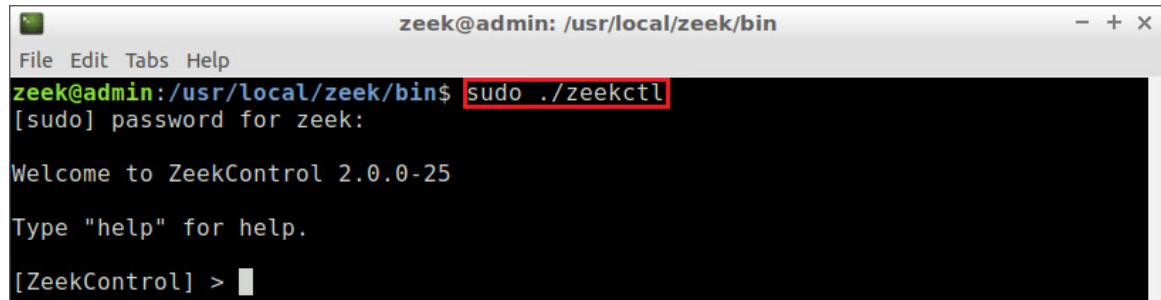 zeek@admin: /usr/local/zeek/bin
File Edit Tabs Help
zeek@admin:/usr/local/zeek/bin$ sudo ./zeekctl
[sudo] password for zeek:
Welcome to ZeekControl 2.0.0-25
Type "help" for help.
[ZeekControl] >